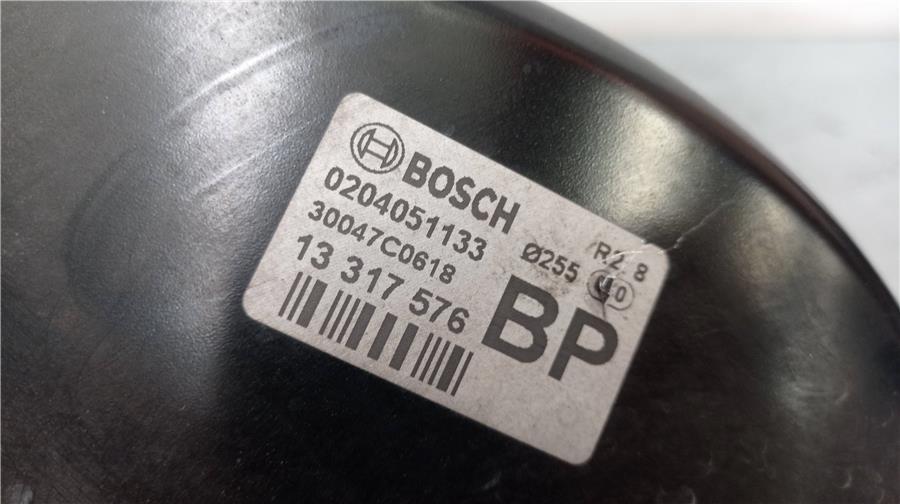 BOSCH
0204051133
30047C0618
13 317 576
R2.8
Ø255
BP